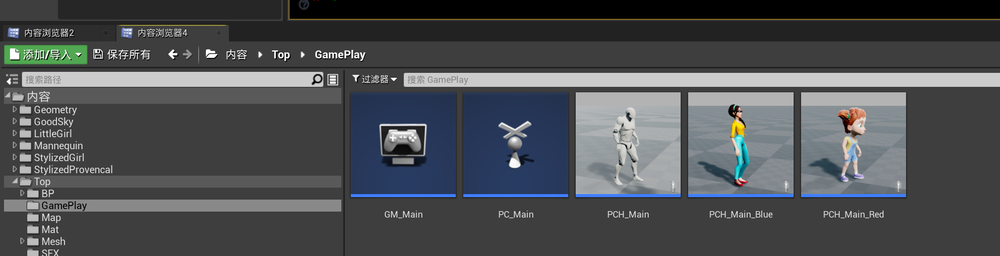 内容浏览器2
内容浏览器4
添加/导入
保存所有
内容
Top
GamePlay
搜索路径
过滤器
搜索 GamePlay
内容
Geometry
GoodSky
LittleGirl
Mannequin
StylizedGirl
StylizedProvencal
Top
BP
GamePlay
Map
Mat
Mesh
SFX
GM_Main
PC_Main
PCH_Main
PCH_Main_Blue
PCH_Main_Red